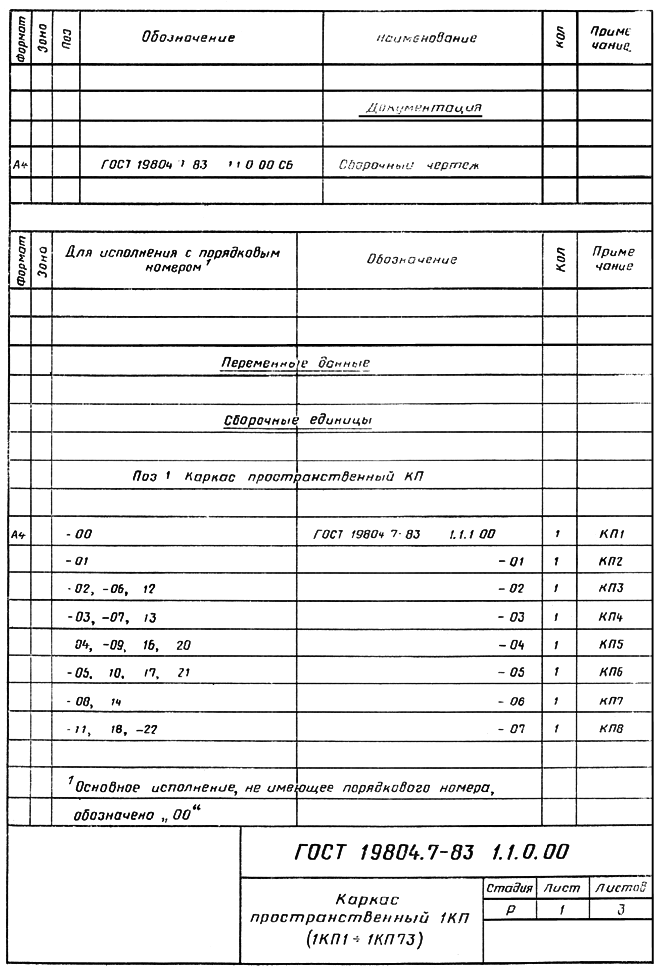 Формат Зона Поз Обозначение Наименование Кол Приме чание
Документация
А4 ГОСТ 19804 7 83 1 1 0 00 СБ Сборочный чертеж
Формат Зона Для исполнения с порядковым номером¹ Обозначение Кол Приме чание
Переменные данные
Сборочные единицы
Поз 1 Каркас пространственный КП
А4 -00 ГОСТ 19804 7-83 1.1.1 00 1 КП1
-01 -01 1 КП2
-02, -06, 12 -02 1 КП3
-03, -07, 13 -03 1 КП4
04, -09, 16, 20 -04 1 КП5
-05, 10, 17, 21 -05 1 КП6
-08, 14 -06 1 КП7
-11, 18, -22 -07 1 КП8
¹Основное исполнение, не имеющее порядкового номера,
обозначено „00“
ГОСТ 19804.7-83 1.1.0.00
Каркас
пространственный 1КП
(1КП1÷1КП73)
Стадия Лист Листов
Р 1 3